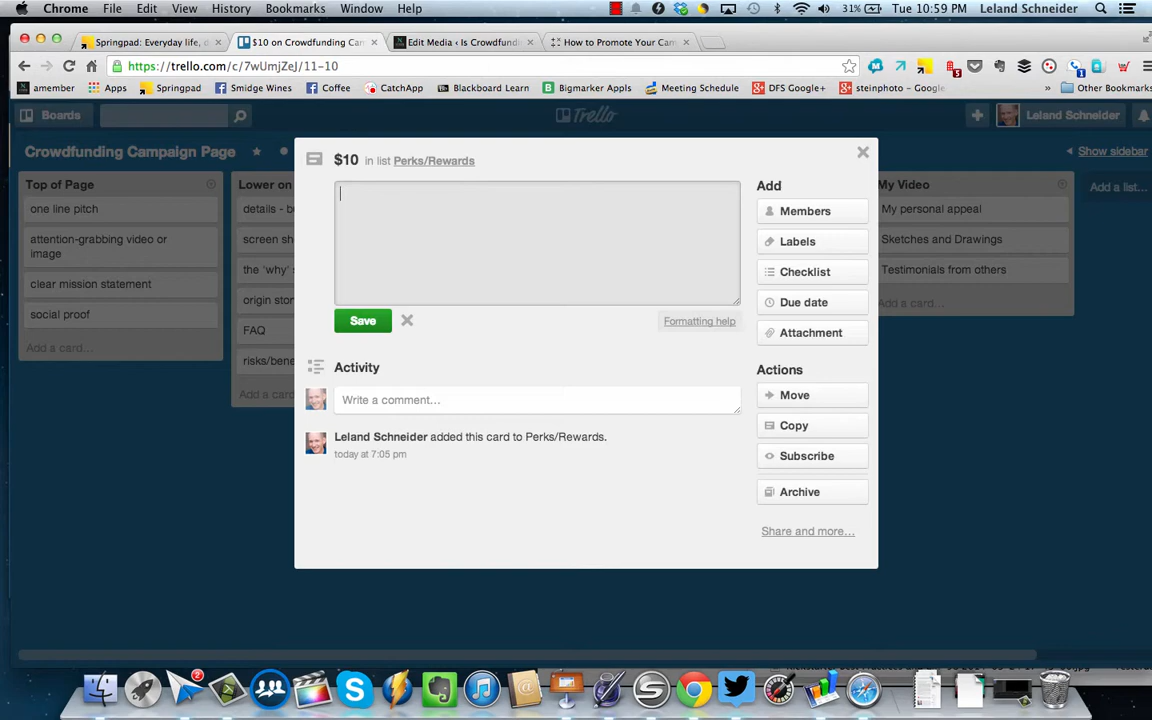 Chrome File Edit View History Bookmarks Window Help 31% Tue 10:59 PM Leland Schneider
Springpad: Everyday life, d $10 on Crowdfunding Can Edit Media ‹ Is Crowdfundi How to Promote Your Cam
https://trello.com/c/7wUmjZeJ/11-10
amember Apps Springpad Smidge Wines Coffee CatchApp Blackboard Learn Bigmarker Apps Meeting Schedule DFS Google+ steinphoto – Google » Other Bookmarks
Boards Trello Leland Schneider
Crowdfunding Campaign Page Show sidebar
$10 in list Perks/Rewards
Top of Page Lower on My Video Add a list…
one line pitch
attention-grabbing video or
image
clear mission statement
social proof
Add a card…
details - bu
screen sh
the 'why'
origin ston
FAQ
risks/bene
Add a card
My personal appeal
Sketches and Drawings
Testimonials from others
Add a card…
Save Formatting help
Activity
Write a comment…
Leland Schneider added this card to Perks/Rewards.
today at 7:05 pm
Add
Members
Labels
Checklist
Due date
Attachment
Actions
Move
Copy
Subscribe
Archive
Share and more…
2